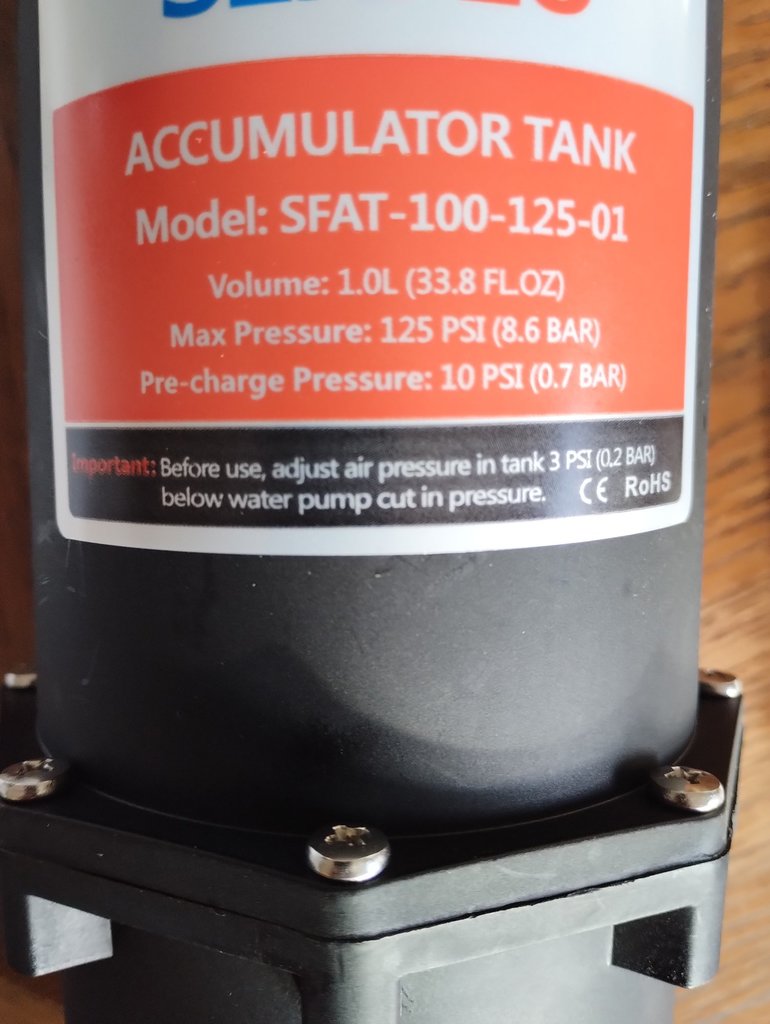 ACCUMULATOR TANK
Model: SFAT-100-125-01
Volume: 1.0L (33.8 FL.OZ)
Max Pressure: 125 PSI (8.6 BAR)
Pre-charge Pressure: 10 PSI (0.7 BAR)
Important: Before use, adjust air pressure in tank 3 PSI (0.2 BAR)
below water pump cut in pressure.
CE RoHS